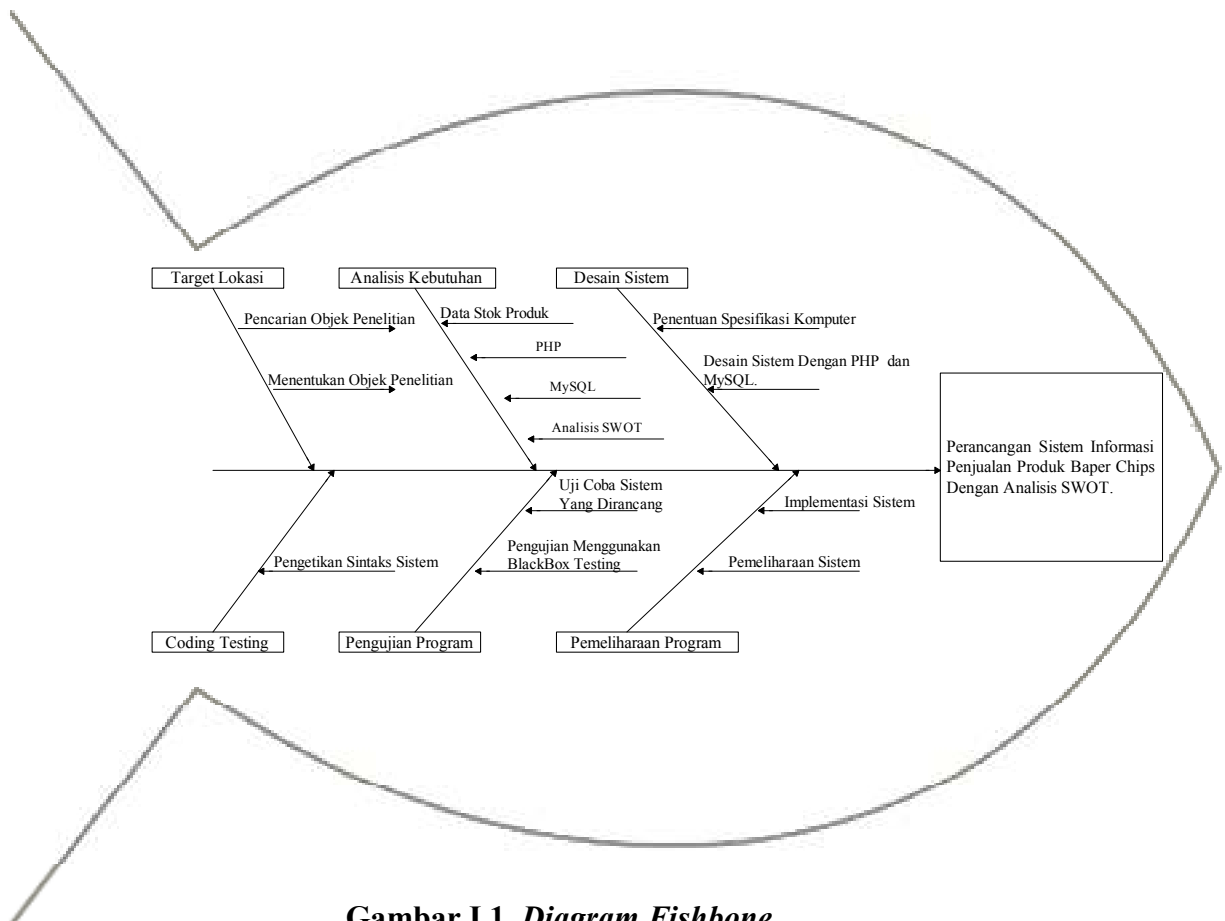 Target Lokasi
Analisis Kebutuhan
Desain Sistem
Pencarian Objek Penelitian
Menentukan Objek Penelitian
Data Stok Produk
PHP
MySQL
Analisis SWOT
Penentuan Spesifikasi Komputer
Desain Sistem Dengan PHP dan
MySQL.
Perancangan Sistem Informasi
Penjualan Produk Baper Chips
Dengan Analisis SWOT.
Pengetikan Sintaks Sistem
Uji Coba Sistem
Yang Dirancang
Pengujian Menggunakan
BlackBox Testing
Implementasi Sistem
Pemeliharaan Sistem
Coding Testing
Pengujian Program
Pemeliharaan Program
Gambar I.1. Diagram Fishbone